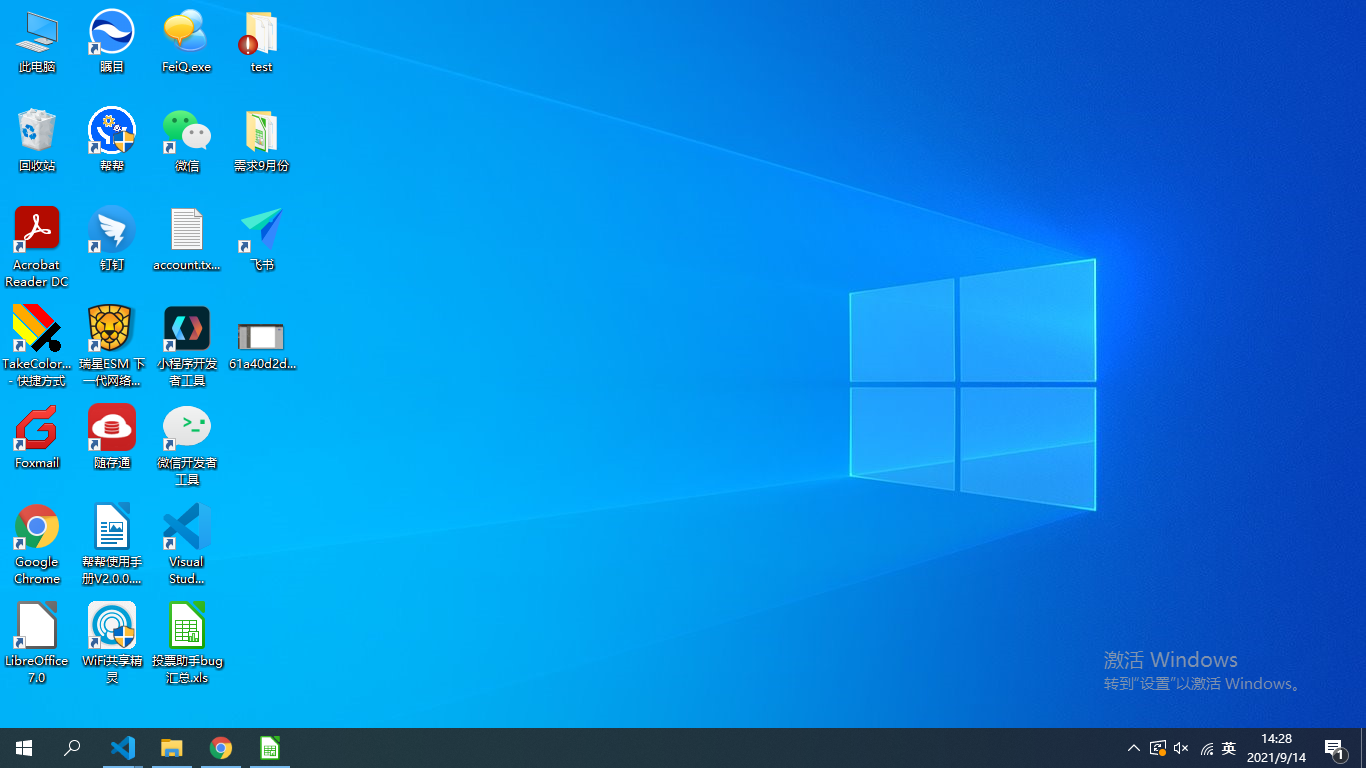 此电脑
瞩目
FeiQ.exe
test
回收站
帮帮
微信
需求9月份
Acrobat
Reader DC
钉钉
account.tx...
飞书
TakeColor...
- 快捷方式
瑞星ESM 下
一代网络...
小程序开发
者工具
61a40d2d...
Foxmail
随存通
微信开发者
工具
Google
Chrome
帮帮使用手
册V2.0.0....
Visual
Stud...
LibreOffice
7.0
WiFi共享精
灵
投票助手bug
汇总.xls
激活 Windows
转到"设置"以激活 Windows。
英
14:28
2021/9/14
1